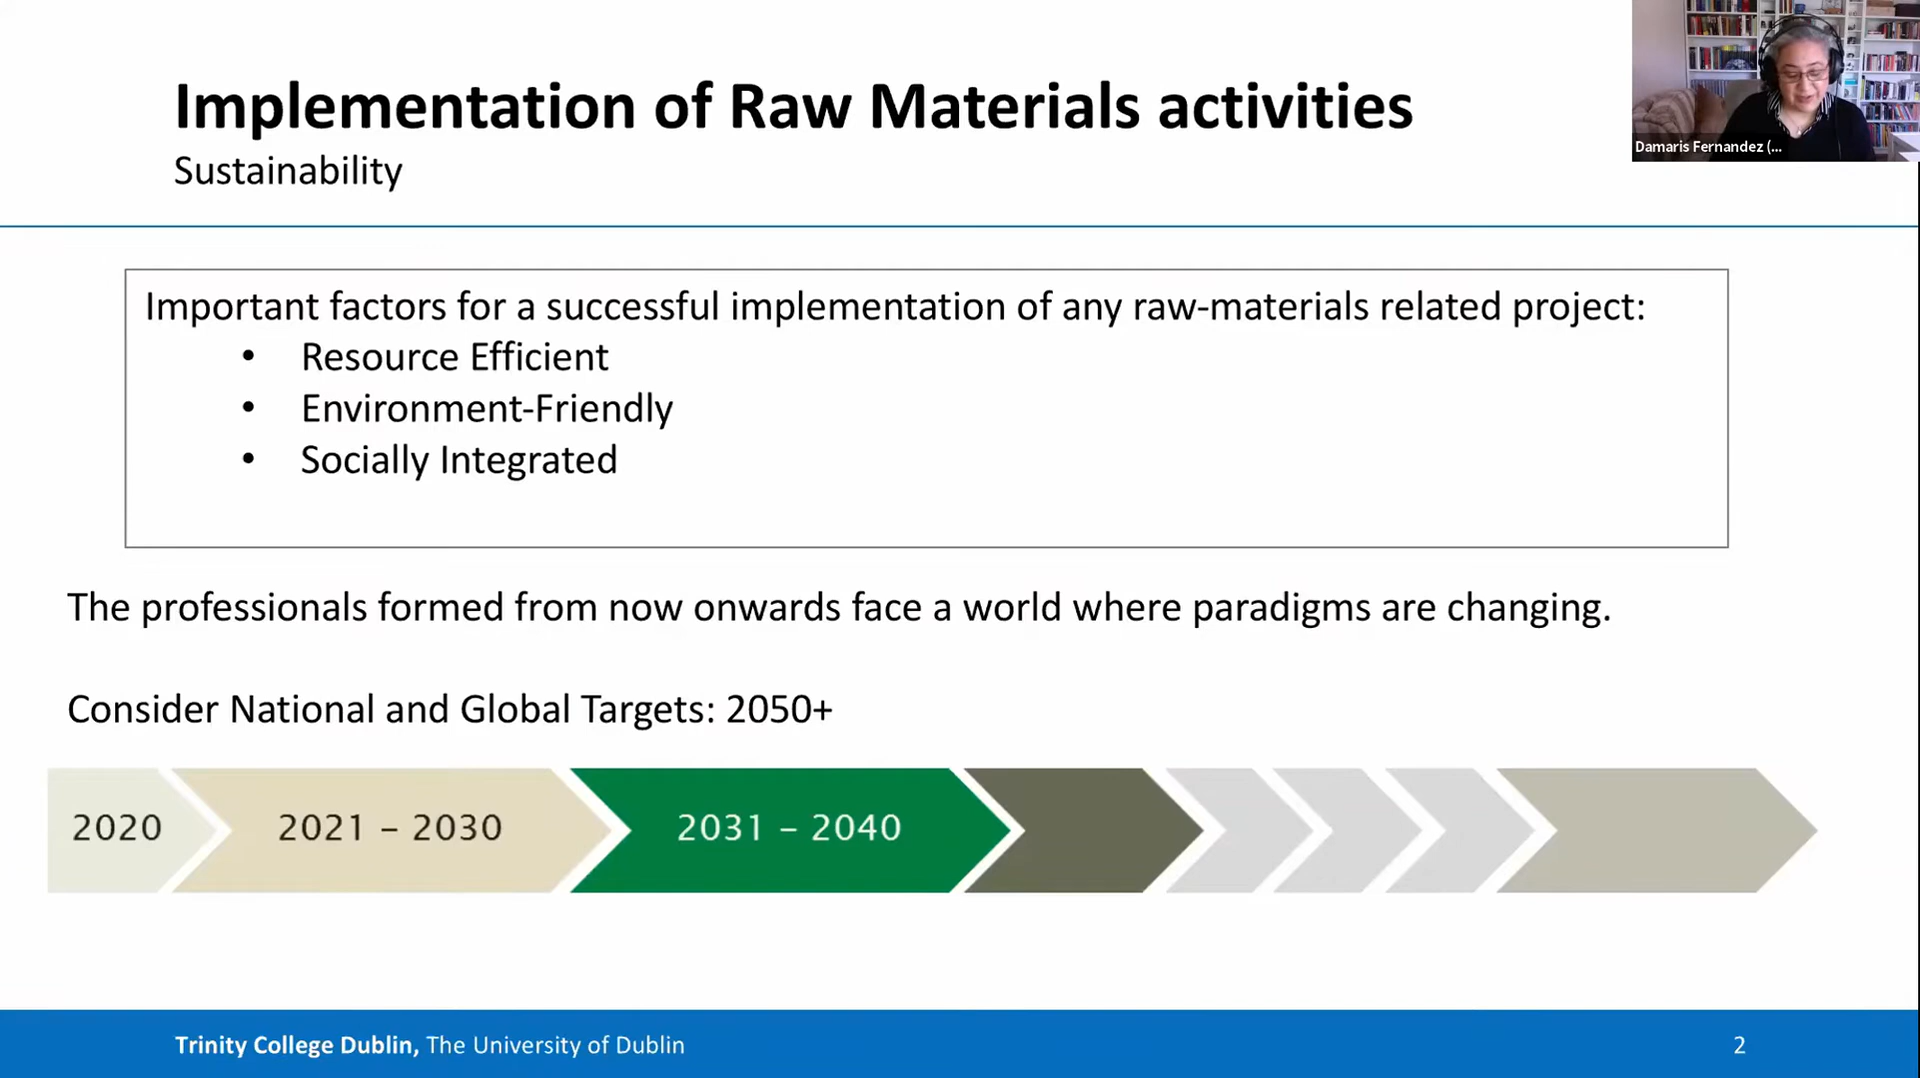 Implementation of Raw Materials activities
Sustainability
Damaris Fernandez (...
Important factors for a successful implementation of any raw-materials related project:
• Resource Efficient
• Environment-Friendly
• Socially Integrated
The professionals formed from now onwards face a world where paradigms are changing.
Consider National and Global Targets: 2050+
2020
2021 – 2030
2031 – 2040
Trinity College Dublin, The University of Dublin
2